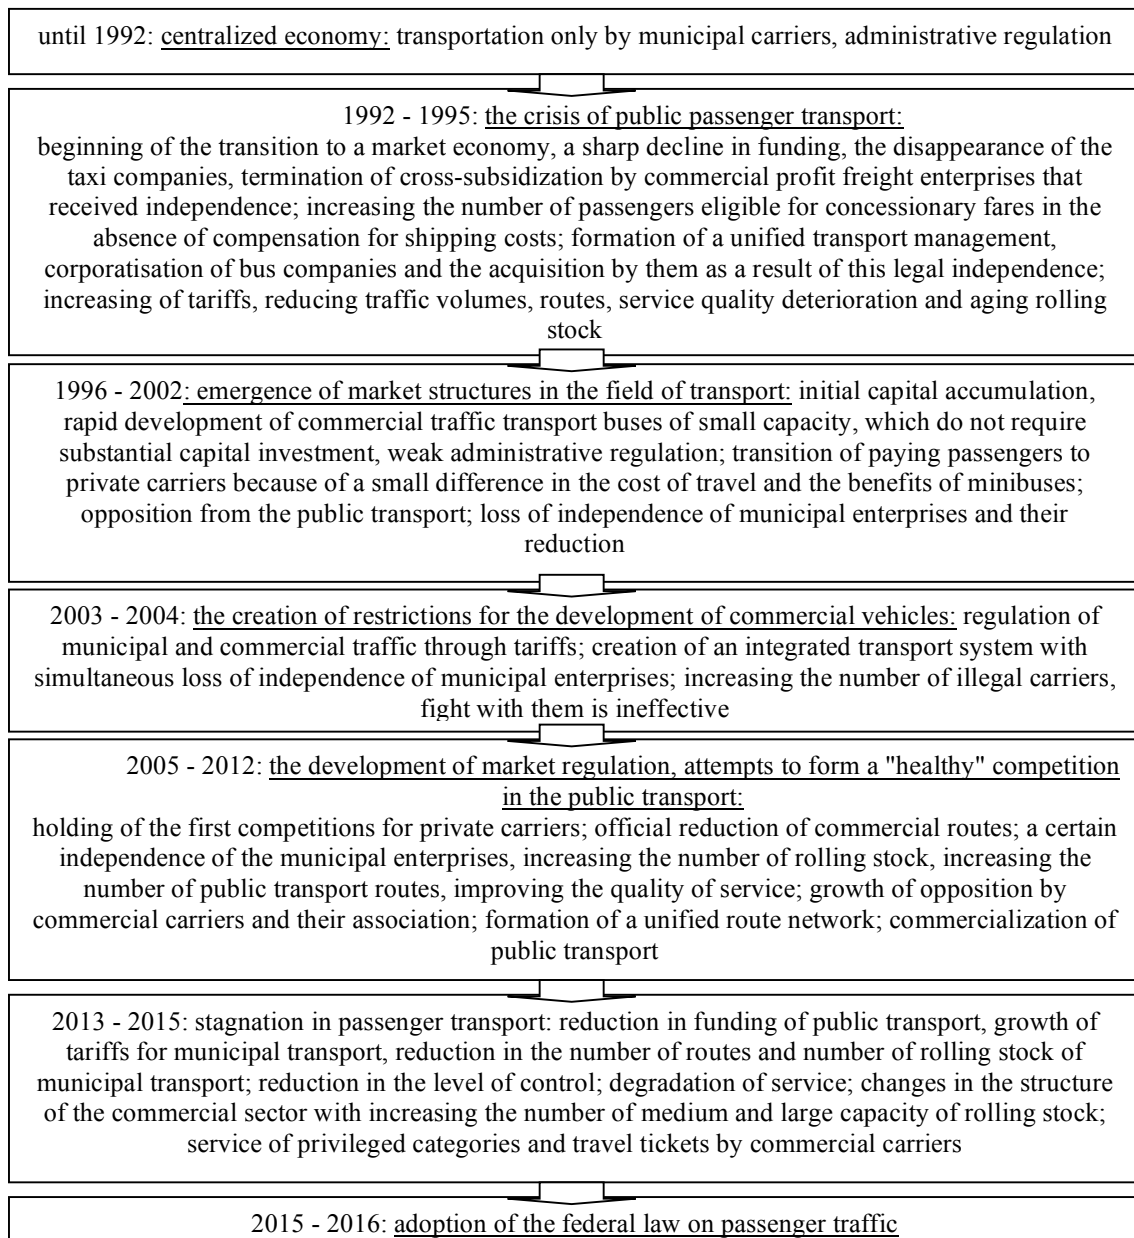 until 1992: centralized economy: transportation only by municipal carriers, administrative regulation
1992 - 1995: the crisis of public passenger transport:
beginning of the transition to a market economy, a sharp decline in funding, the disappearance of the
taxi companies, termination of cross-subsidization by commercial profit freight enterprises that
received independence; increasing the number of passengers eligible for concessionary fares in the
absence of compensation for shipping costs; formation of a unified transport management,
corporatisation of bus companies and the acquisition by them as a result of this legal independence;
increasing of tariffs, reducing traffic volumes, routes, service quality deterioration and aging rolling
stock
1996 - 2002: emergence of market structures in the field of transport: initial capital accumulation,
rapid development of commercial traffic transport buses of small capacity, which do not require
substantial capital investment, weak administrative regulation; transition of paying passengers to
private carriers because of a small difference in the cost of travel and the benefits of minibuses;
opposition from the public transport; loss of independence of municipal enterprises and their
reduction
2003 - 2004: the creation of restrictions for the development of commercial vehicles: regulation of
municipal and commercial traffic through tariffs; creation of an integrated transport system with
simultaneous loss of independence of municipal enterprises; increasing the number of illegal carriers,
fight with them is ineffective
2005 - 2012: the development of market regulation, attempts to form a "healthy" competition
in the public transport:
holding of the first competitions for private carriers; official reduction of commercial routes; a certain
independence of the municipal enterprises, increasing the number of rolling stock, increasing the
number of public transport routes, improving the quality of service; growth of opposition by
commercial carriers and their association; formation of a unified route network; commercialization of
public transport
2013 - 2015: stagnation in passenger transport: reduction in funding of public transport, growth of
tariffs for municipal transport, reduction in the number of routes and number of rolling stock of
municipal transport; reduction in the level of control; degradation of service; changes in the structure
of the commercial sector with increasing the number of medium and large capacity of rolling stock;
service of privileged categories and travel tickets by commercial carriers
2015 - 2016: adoption of the federal law on passenger traffic